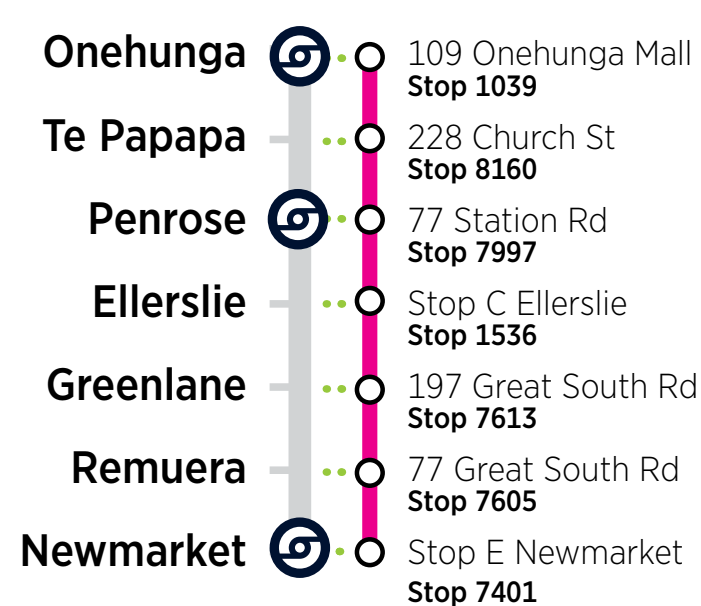 Onehunga
109 Onehunga Mall
Stop 1039
Te Papapa
228 Church St
Stop 8160
Penrose
77 Station Rd
Stop 7997
Ellerslie
Stop C Ellerslie
Stop 1536
Greenlane
197 Great South Rd
Stop 7613
Remuera
77 Great South Rd
Stop 7605
Newmarket
Stop E Newmarket
Stop 7401